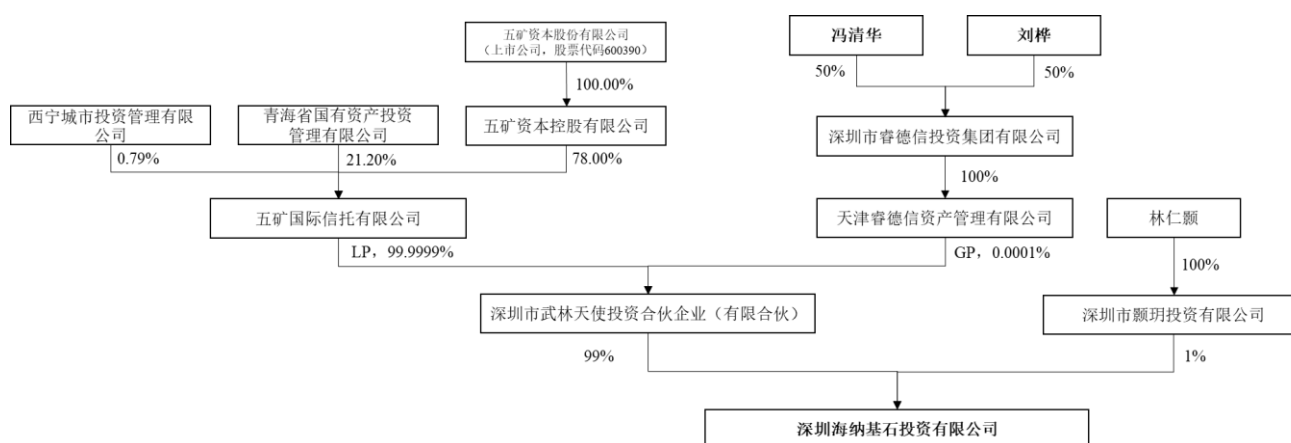 五矿资本股份有限公司
（上市公司，股票代码600390）
冯清华
刘桦
100.00%
50%
50%
西宁城市投资管理有限
公司
青海省国有资产投资
管理有限公司
五矿资本控股有限公司
深圳市睿德信投资集团有限公司
0.79%
21.20%
78.00%
100%
五矿国际信托有限公司
天津睿德信资产管理有限公司
林仁颢
LP，99.9999%
GP，0.0001%
100%
深圳市武林天使投资合伙企业（有限合伙）
深圳市颢玥投资有限公司
99%
1%
深圳海纳基石投资有限公司